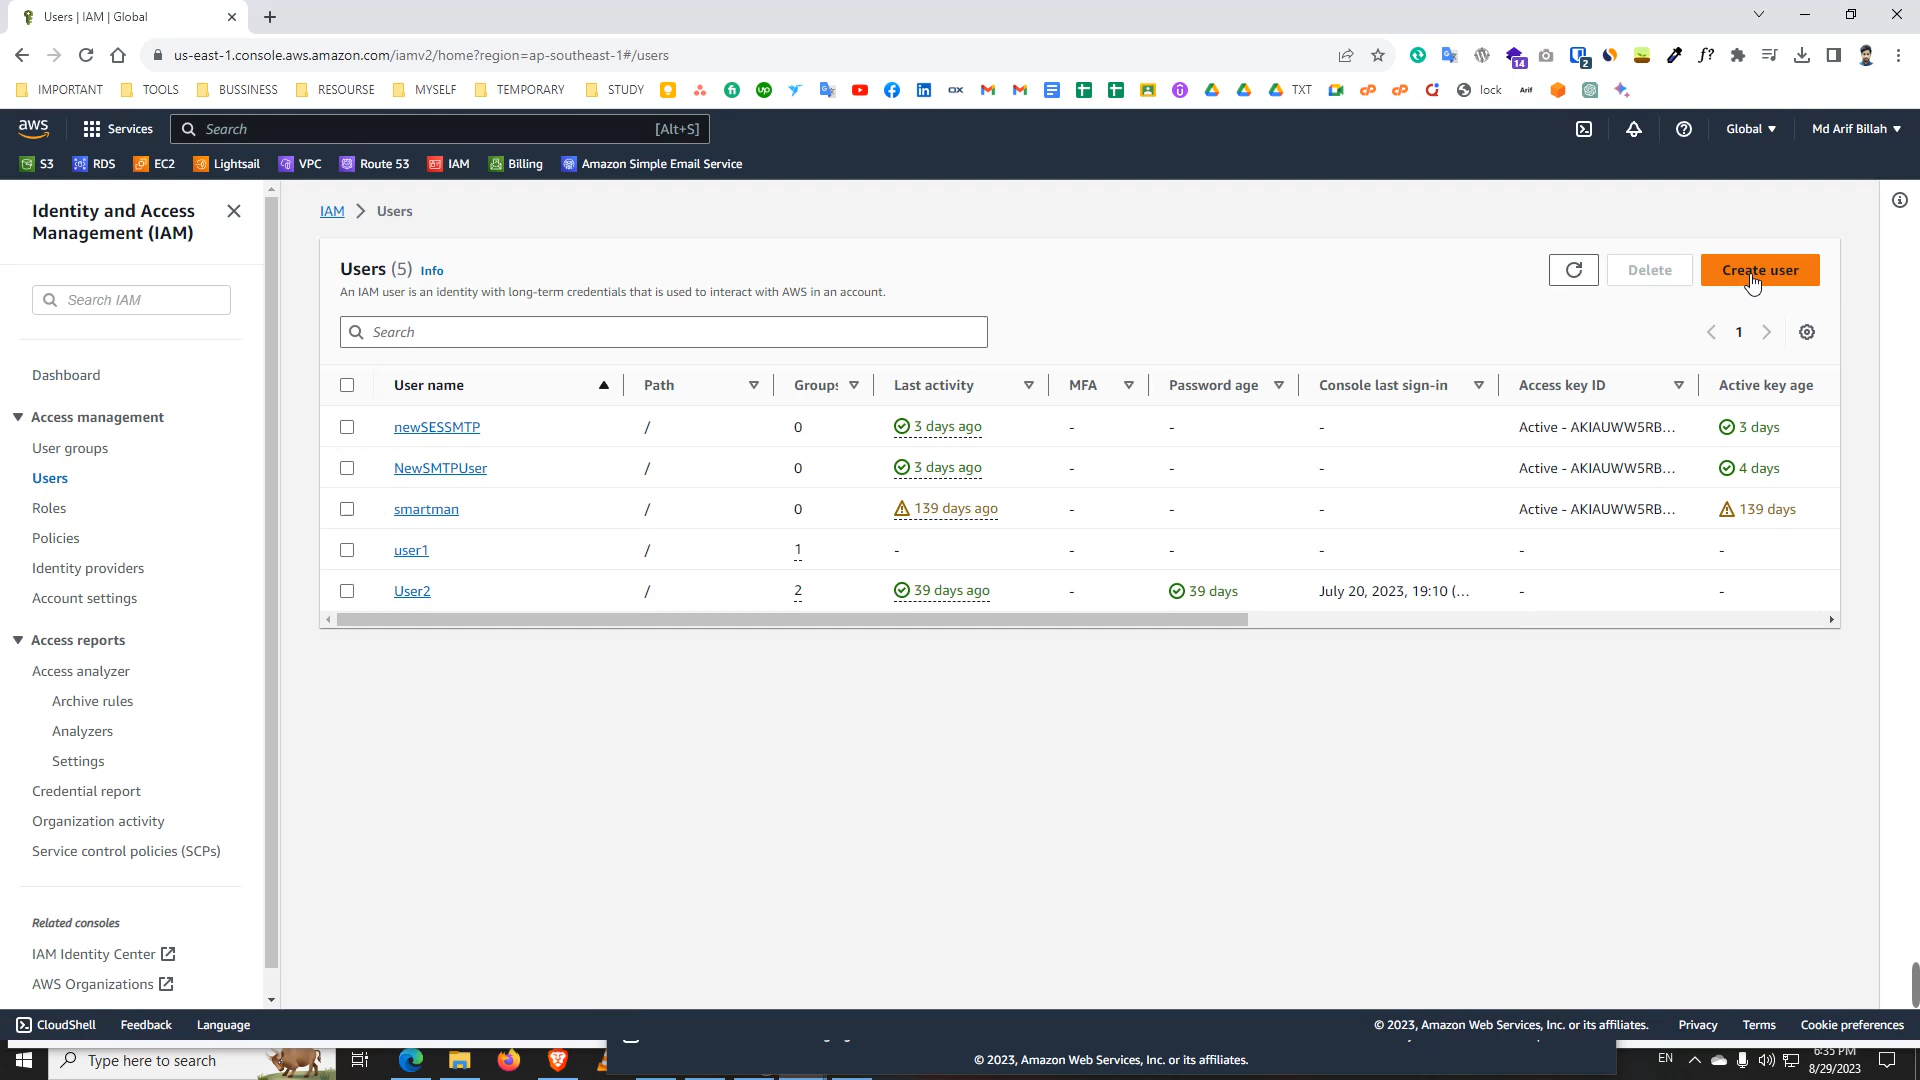 Users | IAM | Global
us-east-1.console.aws.amazon.com/iamv2/home?region=ap-southeast-1#/users
14
2
f?
IMPORTANT TOOLS BUSSINESS RESOURSE MYSELF TEMPORARY STUDY TXT lock Arif
aws Services Search [Alt+S] Global Md Arif Billah
S3 RDS EC2 Lightsail VPC Route 53 IAM Billing Amazon Simple Email Service
Identity and Access
Management (IAM)
Search IAM
Dashboard
Access management
User groups
Users
Roles
Policies
Identity providers
Account settings
Access reports
Access analyzer
Archive rules
Analyzers
Settings
Credential report
Organization activity
Service control policies (SCPs)
Related consoles
IAM Identity Center
AWS Organizations
IAM > Users
Users (5) Info
Delete
Create user
An IAM user is an identity with long-term credentials that is used to interact with AWS in an account.
Search
1
User name Path Groups Last activity MFA Password age Console last sign-in Access key ID Active key age
newSESSMTP / 0 3 days ago - - - Active - AKIAUWW5RB... 3 days
NewSMTPUser / 0 3 days ago - - - Active - AKIAUWW5RB... 4 days
smartman / 0 139 days ago - - - Active - AKIAUWW5RB... 139 days
user1 / 1 - - - - - -
User2 / 2 39 days ago - 39 days July 20, 2023, 19:10 (... - -
CloudShell Feedback Language © 2023, Amazon Web Services, Inc. or its affiliates. Privacy Terms Cookie preferences
Type here to search
© 2023, Amazon Web Services, Inc. or its affiliates.
EN
6:35 PM
8/29/2023